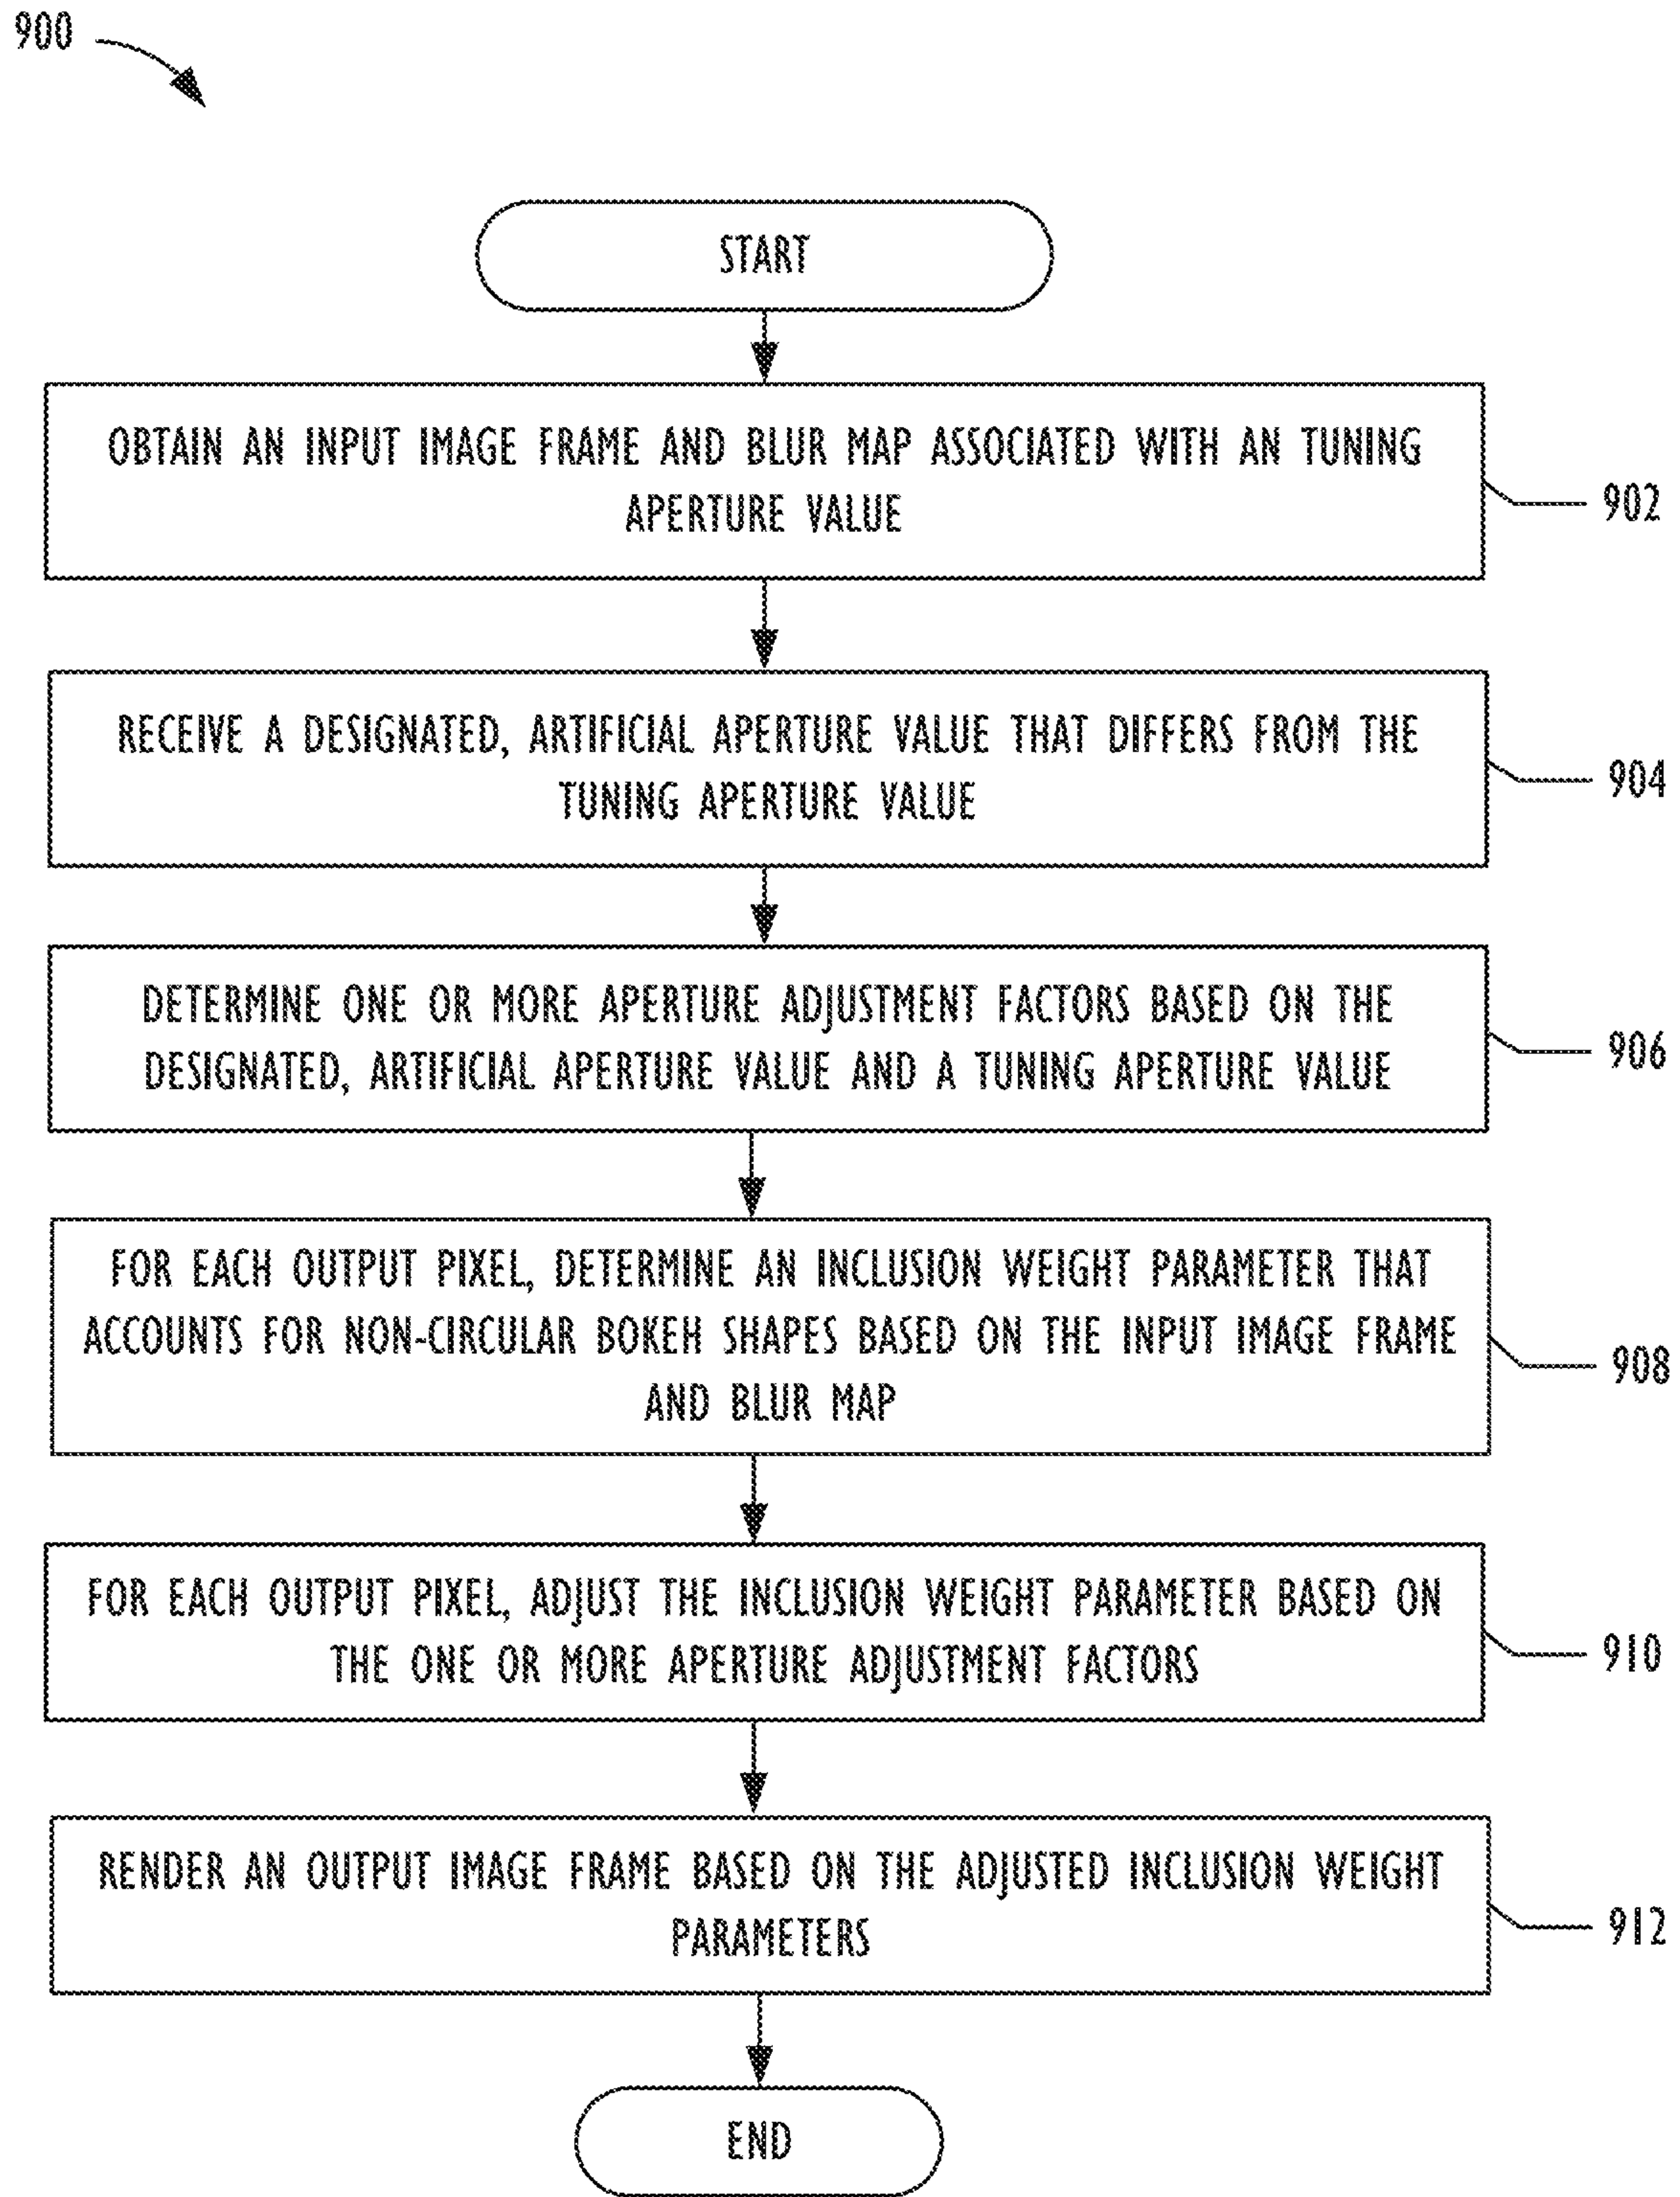 900
START
OBTAIN AN INPUT IMAGE FRAME AND BLUR MAP ASSOCIATED WITH AN TUNING
APERTURE VALUE
902
RECEIVE A DESIGNATED, ARTIFICIAL APERTURE VALUE THAT DIFFERS FROM THE
TUNING APERTURE VALUE
904
DETERMINE ONE OR MORE APERTURE ADJUSTMENT FACTORS BASED ON THE
DESIGNATED, ARTIFICIAL APERTURE VALUE AND A TUNING APERTURE VALUE
906
FOR EACH OUTPUT PIXEL, DETERMINE AN INCLUSION WEIGHT PARAMETER THAT
ACCOUNTS FOR NON-CIRCULAR BOKEH SHAPES BASED ON THE INPUT IMAGE FRAME
AND BLUR MAP
908
FOR EACH OUTPUT PIXEL, ADJUST THE INCLUSION WEIGHT PARAMETER BASED ON
THE ONE OR MORE APERTURE ADJUSTMENT FACTORS
910
RENDER AN OUTPUT IMAGE FRAME BASED ON THE ADJUSTED INCLUSION WEIGHT
PARAMETERS
912
END